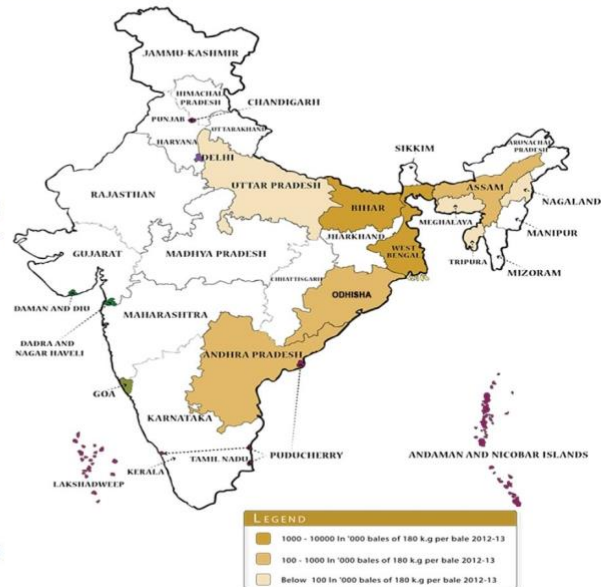 JAMMU-KASHMIR
HIMACHAL
PRADESH
CHANDIGARH
PUNJAB
UTTARAKHAND
HARYANA
DELHI
SIKKIM
ARUNACHAL
PRADESH
RAJASTHAN
UTTAR PRADESH
ASSAM
BIHAR
NAGALAND
MEGHALAYA
MANIPUR
JHARKHAND
GUJARAT
MADHYA PRADESH
WEST
BENGAL
TRIPURA
MIZORAM
CHHATTISGARH
ODHISHA
DAMAN AND DIU
MAHARASHTRA
DADRA AND
NAGAR HAVELI
ANDHRA PRADESH
GOA
KARNATAKA
PUDUCHERRY
ANDAMAN AND NICOBAR ISLANDS
TAMIL NADU
KERALA
LAKSHADWEEP
LEGEND
1000 - 10000 In '000 bales of 180 k.g per bale 2012-13
100 - 1000 In '000 bales of 180 k.g per bale 2012-13
Below 100 In '000 bales of 180 k.g per bale 2012-13